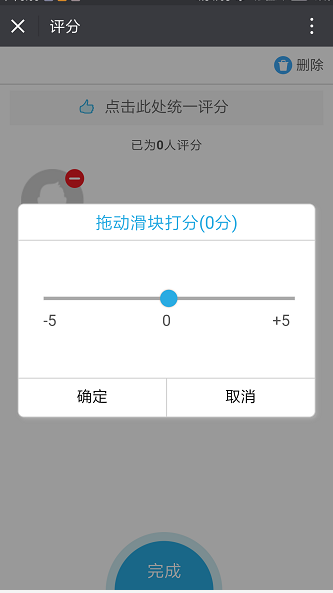 评分
删除
点击此处统一评分
已为0人评分
拖动滑块打分(0分)
-5 0 +5
确定 取消
完成